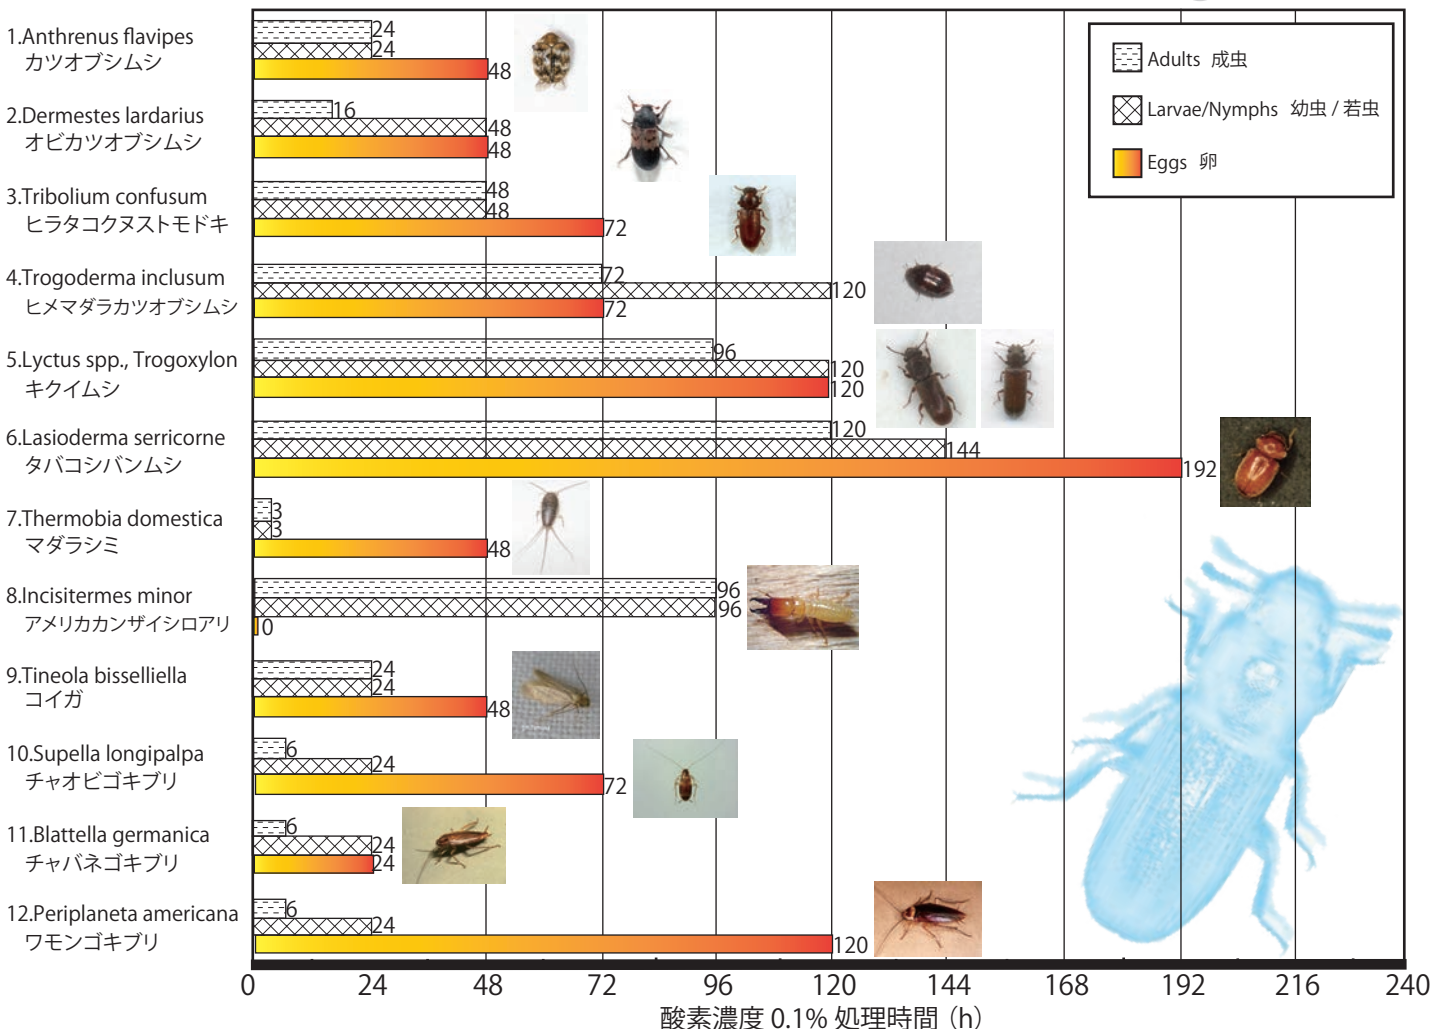 1.Anthrenus flavipes
カツオブシムシ
24
24
48
2.Dermestes lardarius
オビカツオブシムシ
16
48
48
3.Tribolium confusum
ヒラタコクヌストモドキ
48
48
72
4.Trogoderma inclusum
ヒメマダラカツオブシムシ
72
120
72
5.Lyctus spp., Trogoxylon
キクイムシ
96
120
120
6.Lasioderma serricorne
タバコシバンムシ
120
144
192
7.Thermobia domestica
マダラシミ
3
3
48
8.Incisitermes minor
アメリカカンザイシロアリ
96
96
0
9.Tineola bisselliella
コイガ
24
24
48
10.Supella longipalpa
チャオビゴキブリ
6
24
72
11.Blattella germanica
チャバネゴキブリ
6
24
24
12.Periplaneta americana
ワモンゴキブリ
6
24
120
Adults 成虫
Larvae/Nymphs 幼虫 / 若虫
Eggs 卵
0 24 48 72 96 120 144 168 192 216 240
酸素濃度 0.1% 処理時間（h）